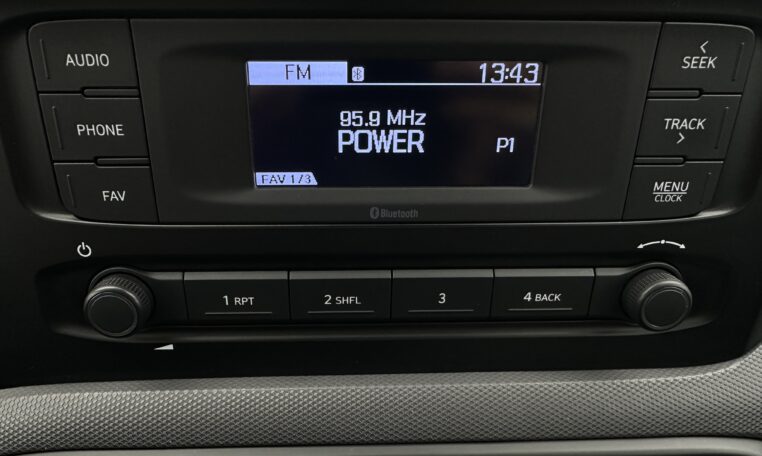 AUDIO
FM 13:43
< SEEK
PHONE
95.9 MHz
POWER P1
TRACK >
FAV
FAV 1/3
MENU
CLOCK
Bluetooth
1 RPT
2 SHFL
3
4 BACK